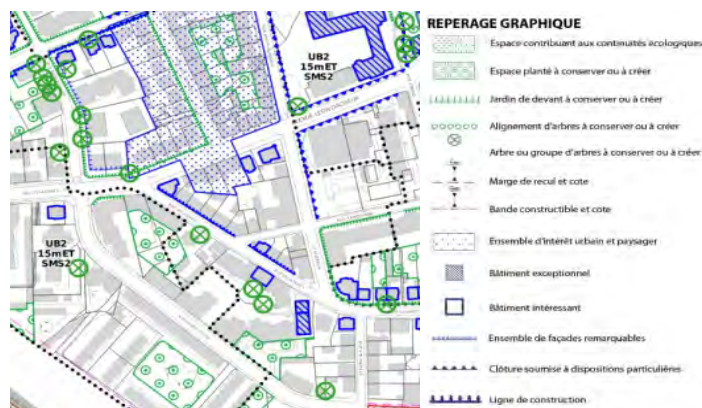 UB2
15mET
SMS2
UB2
15mET
SMS2
REPERAGE GRAPHIQUE
Espace contribuant aux continuités écologiques
Espace planté à conserver ou à créer
Jardin de devant à conserver ou à créer
Alignement d'arbres à conserver ou à créer
Arbre ou groupe d'arbres à conserver ou à créer
Marge de recul et cote
Bande constructible et cote
Ensemble d'intérêt urbain et paysager
Bâtiment exceptionnel
Bâtiment intéressant
Ensemble de façades remarquables
Clôture soumise à dispositions particulières
Ligne de construction